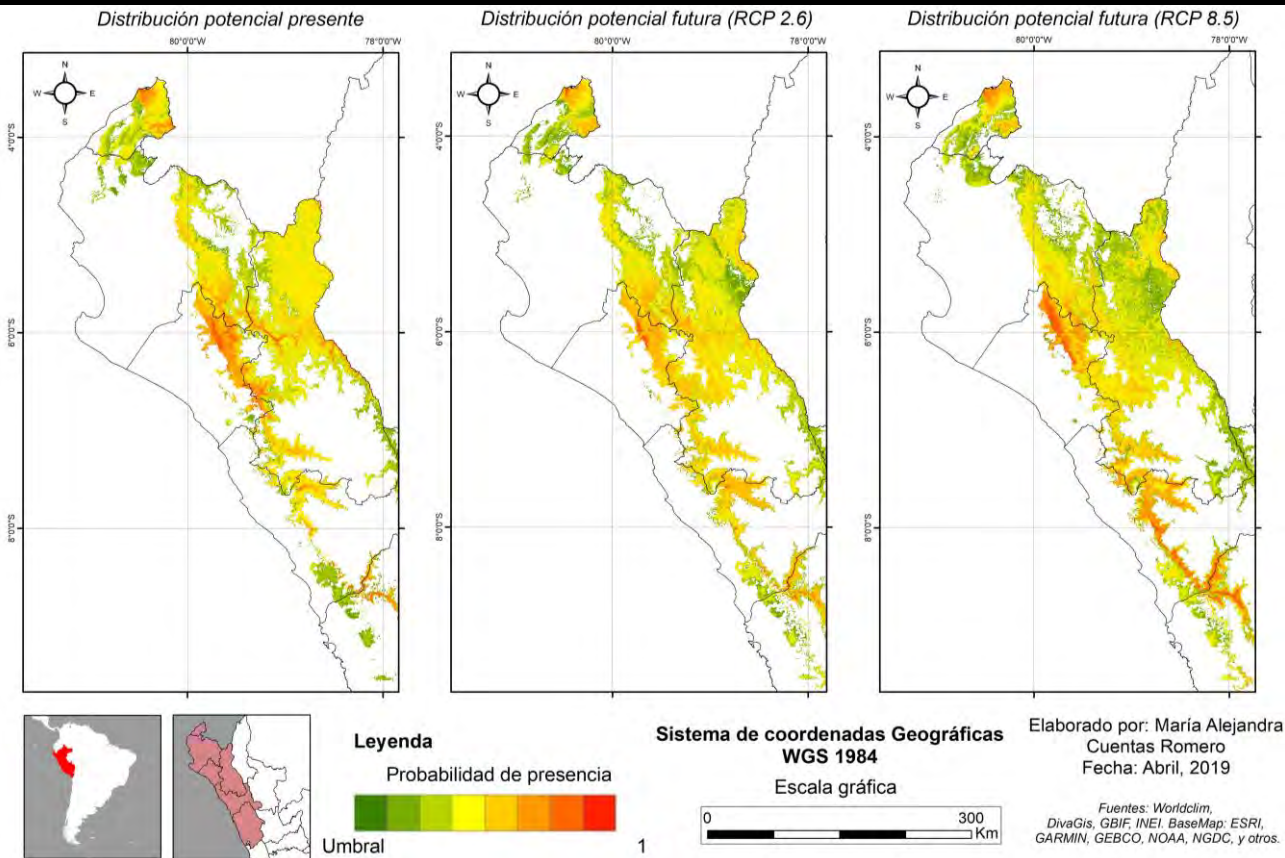 Distribución potencial presente
Distribución potencial futura (RCP 2.6)
Distribución potencial futura (RCP 8.5)
80°0'0"W
78°0'0"W
80°0'0"W
78°0'0"W
80°0'0"W
78°0'0"W
N
W
E
S
N
W
E
S
N
W
E
S
4°0'0"S
6°0'0"S
8°0'0"S
4°0'0"S
6°0'0"S
8°0'0"S
4°0'0"S
6°0'0"S
8°0'0"S
Leyenda
Probabilidad de presencia
Umbral
1
Sistema de coordenadas Geográficas
WGS 1984
Escala gráfica
0
300
Km
Elaborado por: María Alejandra
Cuentas Romero
Fecha: Abril, 2019
Fuentes: Worldclim,
DivaGis, GBIF, INEI. BaseMap: ESRI,
GARMIN, GEBCO, NOAA, NGDC, y otros.